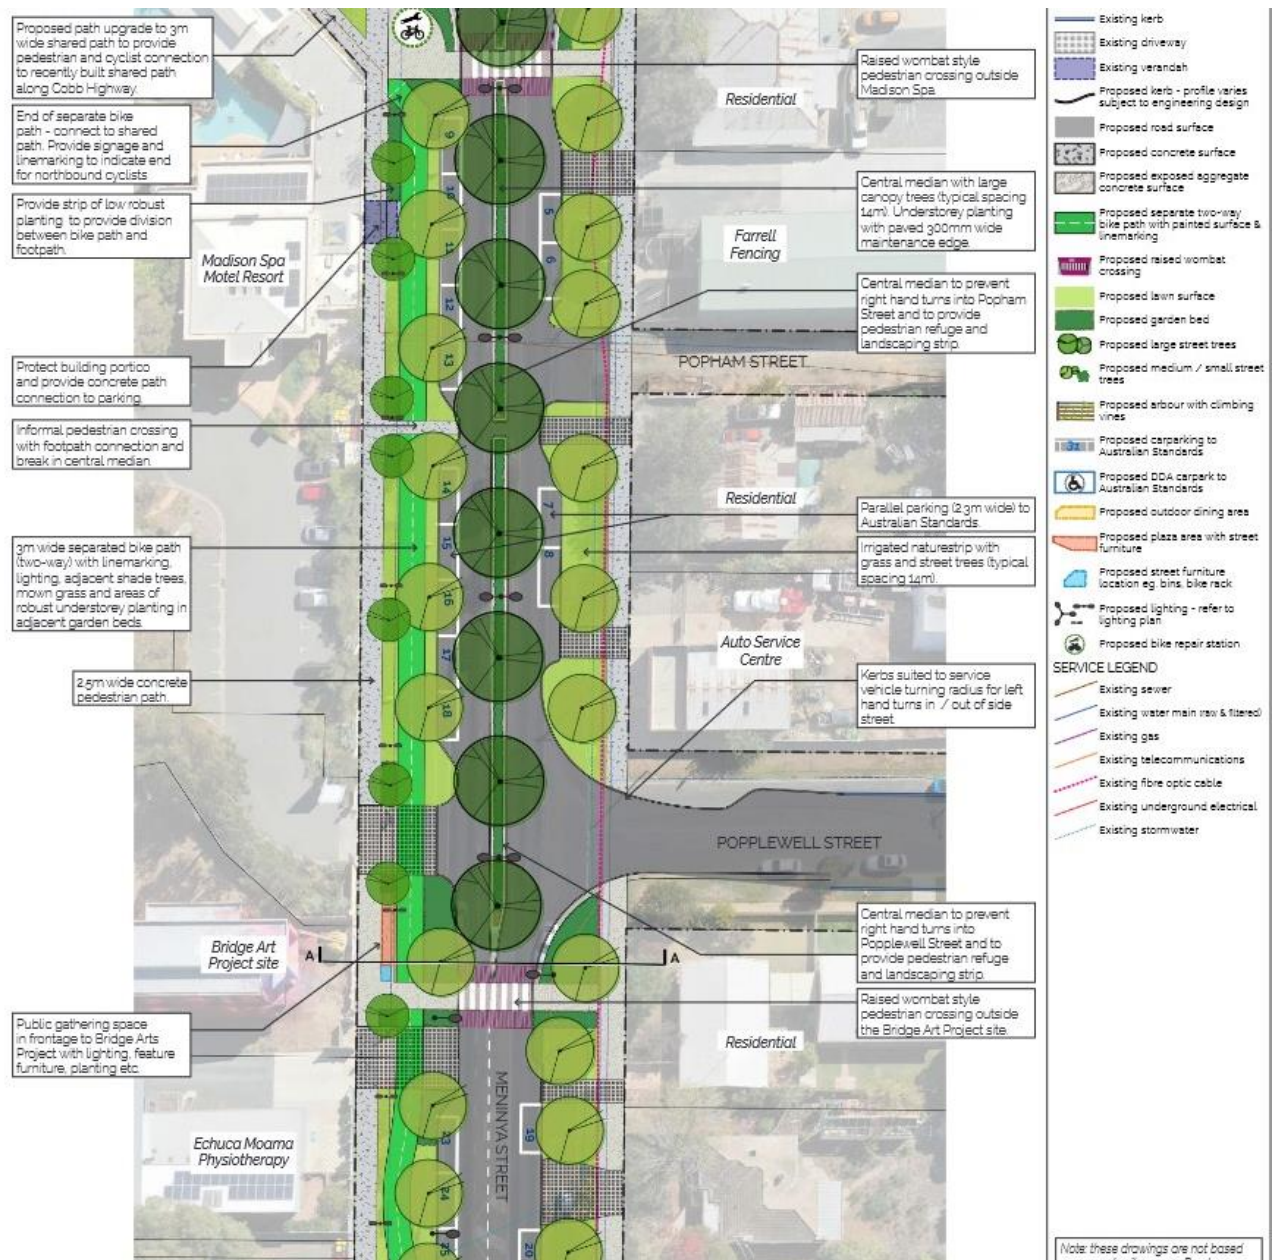 Proposed path upgrade to 3m
wide shared path to provide
pedestrian and cyclist connection
to recently built shared path
along Cobb Highway.
End of separate bike
path - connect to shared
path. Provide signage and
linemarking to indicate end
for northbound cyclists
Provide strip of low robust
planting to provide division
between bike path and
footpath.
Madison Spa
Motel Resort
Protect building portico
and provide concrete path
connection to parking.
Informal pedestrian crossing
with footpath connection and
break in central median.
3m wide separated bike path
(two-way) with linemarking,
lighting, adjacent shade trees,
mown grass and areas of
robust understorey planting in
adjacent garden beds.
2.5m wide concrete
pedestrian path.
Bridge Art
Project site
Public gathering space
in frontage to Bridge Arts
Project with lighting, feature
furniture, planting etc.
Echuca Moama
Physiotherapy
9
10
11
12
13
14
15
16
17
18
23
24
25
5
6
7
8
19
20
A
A
MENINYA STREET
Residential
Farrell
Fencing
POPHAM STREET
Residential
Auto Service
Centre
POPPLEWELL STREET
Residential
Raised wombat style
pedestrian crossing outside
Madison Spa.
Central median with large
canopy trees (typical spacing
14m). Understorey planting
with paved 300mm wide
maintenance edge.
Central median to prevent
right hand turns into Popham
Street and to provide
pedestrian refuge and
landscaping strip.
Parallel parking (2.3m wide) to
Australian Standards.
Irrigated naturestrip with
grass and street trees (typical
spacing 14m).
Kerbs suited to service
vehicle turning radius for left
hand turns in / out of side
street
Central median to prevent
right hand turns into
Popplewell Street and to
provide pedestrian refuge
and landscaping strip.
Raised wombat style
pedestrian crossing outside
the Bridge Art Project site.
Existing kerb
Existing driveway
Existing verandah
Proposed kerb - profile varies
subject to engineering design
Proposed road surface
Proposed concrete surface
Proposed exposed aggregate
concrete surface
Proposed separate two-way
bike path with painted surface &
linemarking
Proposed raised wombat
crossing
Proposed lawn surface
Proposed garden bed
Proposed large street trees
Proposed medium / small street
trees
Proposed arbour with climbing
vines
Proposed carparking to
Australian Standards
Proposed DDA carpark to
Australian Standards
Proposed outdoor dining area
Proposed plaza area with street
furniture
Proposed street furniture
location eg. bins, bike rack
Proposed lighting - refer to
lighting plan
Proposed bike repair station
SERVICE LEGEND
Existing sewer
Existing water main (raw & filtered)
Existing gas
Existing telecommunications
Existing fibre optic cable
Existing underground electrical
Existing stormwater
Note: these drawings are not based